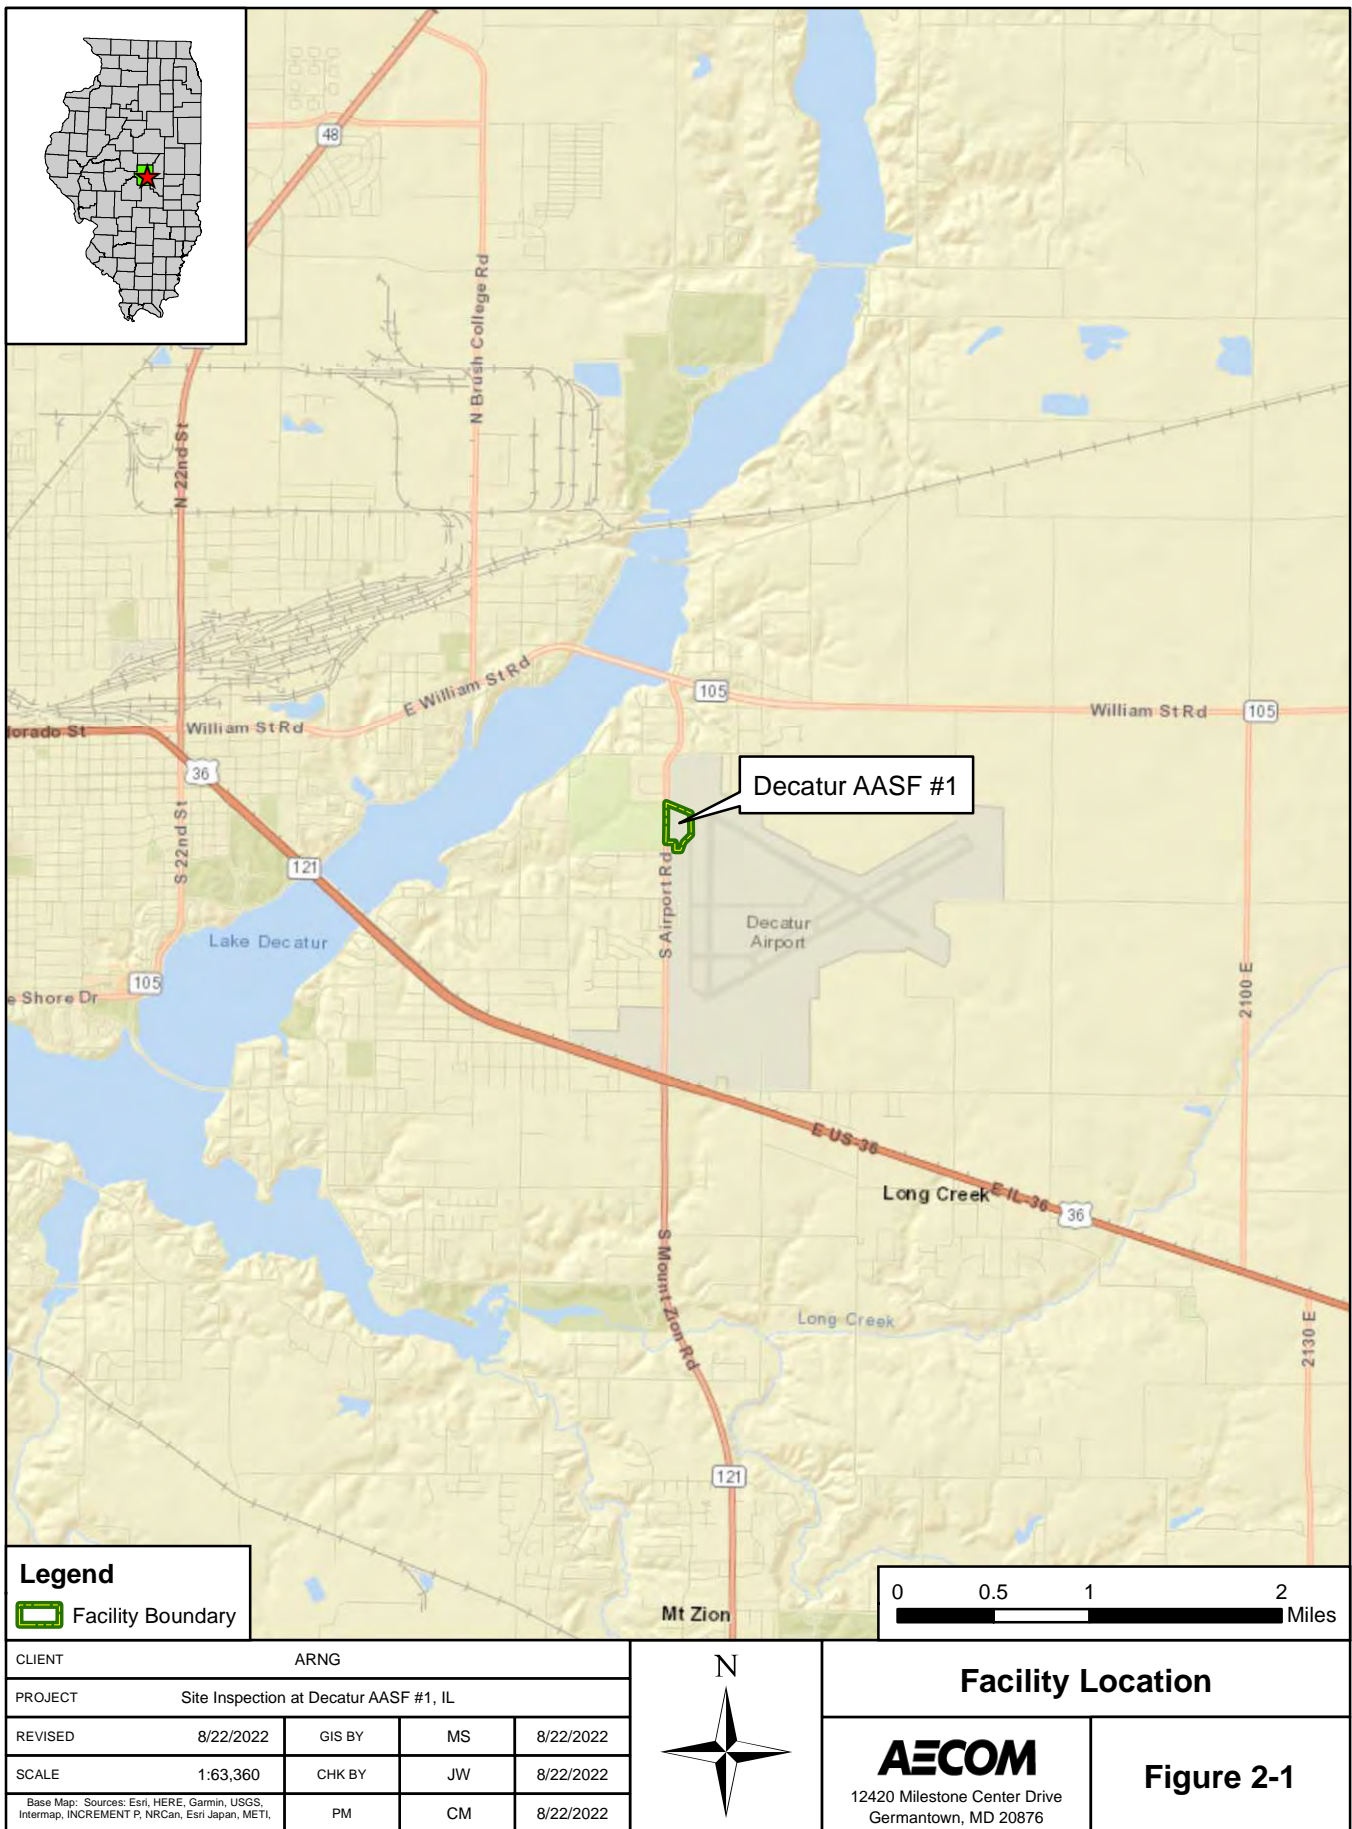 48
N Brush College Rd
N 22nd St
E William St Rd
105
William St Rd
105
lorado St
William St Rd
36
Decatur AASF #1
S 22nd St
121
S Airport Rd
Decatur
Airport
Lake Decatur
105
e Shore Dr
2100 E
E US-36
Long Creek
E IL-36
36
S Mount Zion Rd
Long Creek
2130 E
121
Mt Zion
Legend
Facility Boundary
0 0.5 1 2
Miles
CLIENT ARNG
PROJECT Site Inspection at Decatur AASF #1, IL
REVISED 8/22/2022 GIS BY MS 8/22/2022
SCALE 1:63,360 CHK BY JW 8/22/2022
Base Map: Sources: Esri, HERE, Garmin, USGS,
Intermap, INCREMENT P, NRCan, Esri Japan, METI,
PM CM 8/22/2022
N
Facility Location
AECOM
12420 Milestone Center Drive
Germantown, MD 20876
Figure 2-1